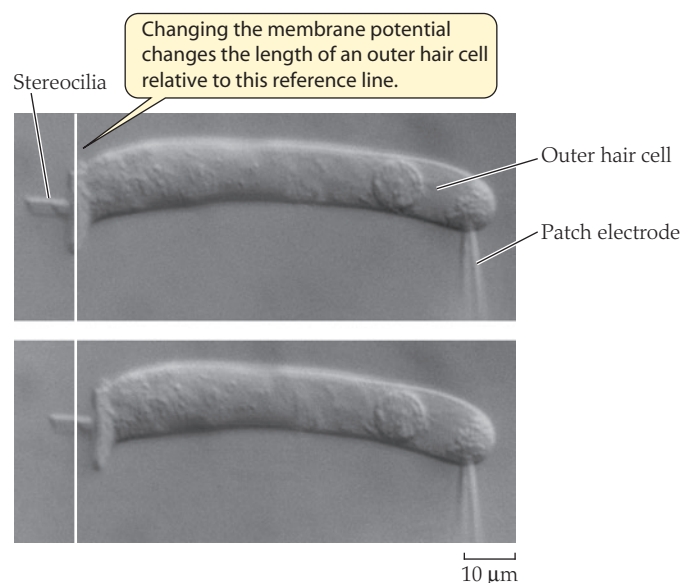 Changing the membrane potential
changes the length of an outer hair cell
relative to this reference line.
Stereocilia
Outer hair cell
Patch electrode
10 μm